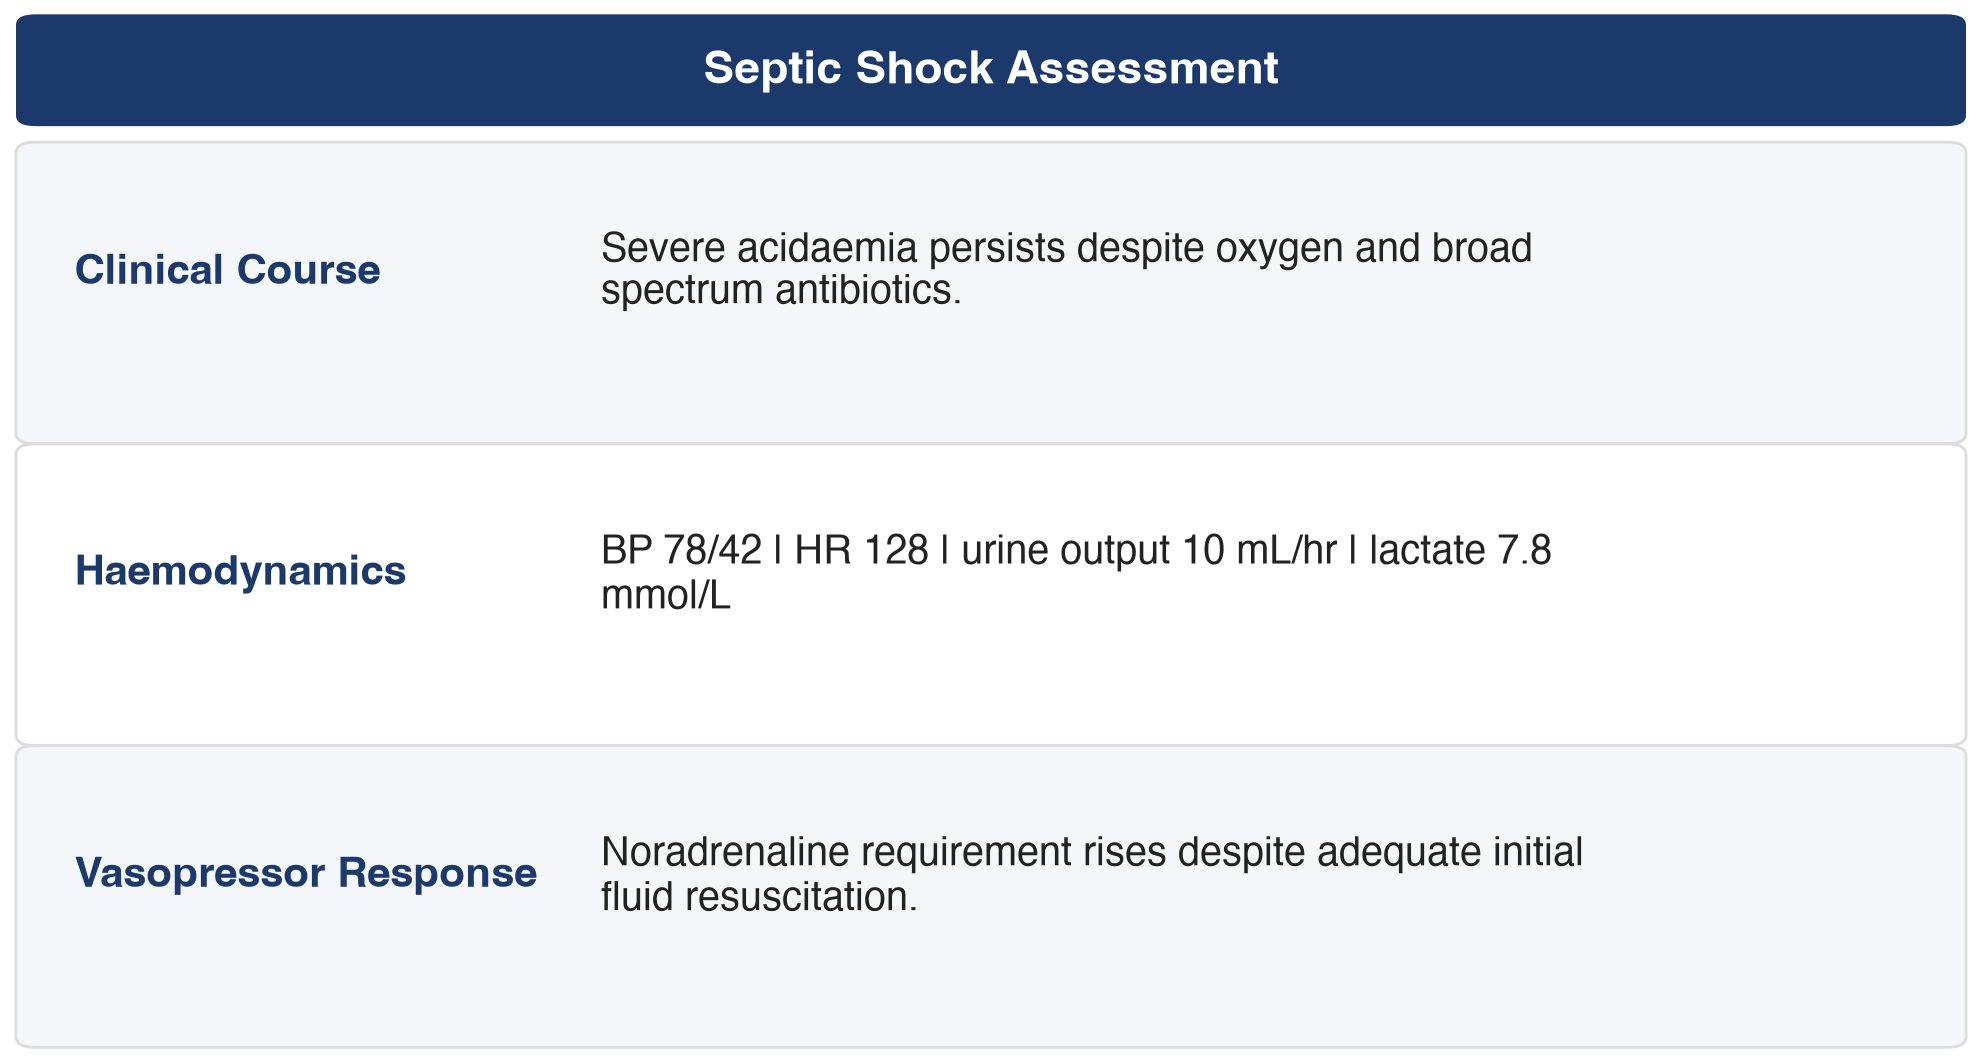 Septic Shock Assessment
Clinical Course
Severe acidaemia persists despite oxygen and broad
spectrum antibiotics.
Haemodynamics
BP 78/42 | HR 128 | urine output 10 mL/hr | lactate 7.8
mmol/L
Vasopressor Response
Noradrenaline requirement rises despite adequate initial
fluid resuscitation.